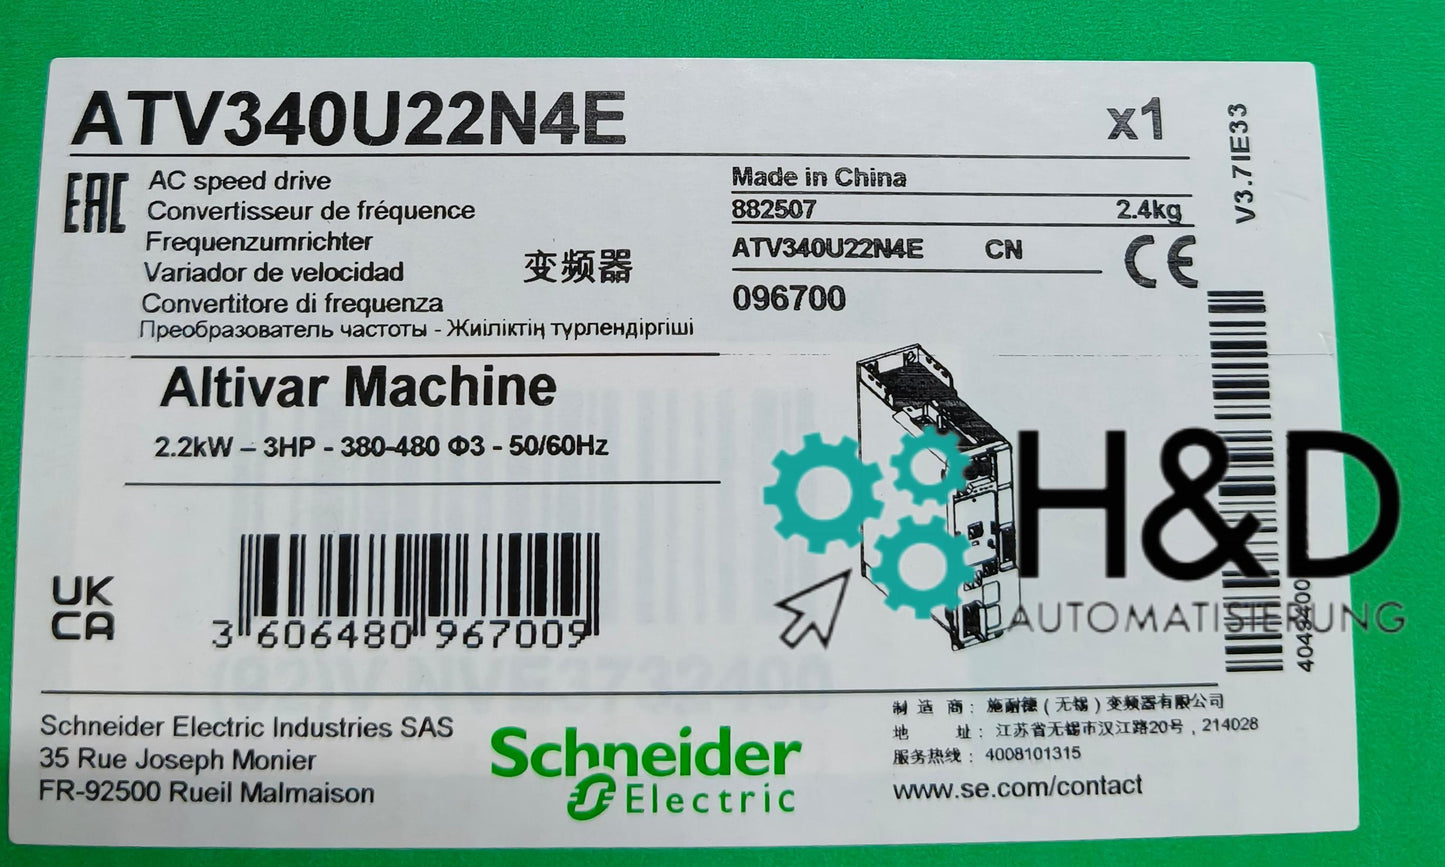 ATV340U22N4E
x1
V3.7IE33
EAC
AC speed drive
Convertisseur de fréquence
Frequenzumrichter
Variador de velocidad
变频器
Convertitore di frequenza
Преобразователь частоты - Жиіліктің түрлендіргіші
Made in China
882507 2.4kg
ATV340U22N4E CN
CE
096700
Altivar Machine
2.2kW – 3HP - 380-480 Φ3 - 50/60Hz
H&D
AUTOMATISIERUNG
UK
CA
3 606480 967009
Schneider Electric Industries SAS
35 Rue Joseph Monier
FR-92500 Rueil Malmaison
Schneider
Electric
制 造 商: 施耐德(无锡)变频器有限公司
地 址: 江苏省无锡市汉江路20号, 214028
服务热线: 4008101315
www.se.com/contact